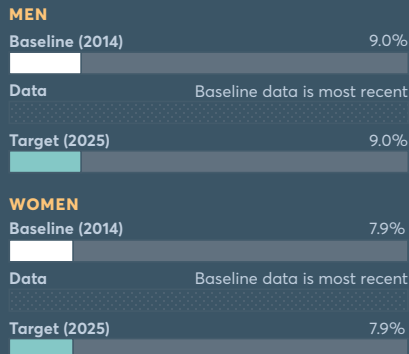 MEN
Baseline (2014) 9.0%
Data Baseline data is most recent
Target (2025) 9.0%
WOMEN
Baseline (2014) 7.9%
Data Baseline data is most recent
Target (2025) 7.9%